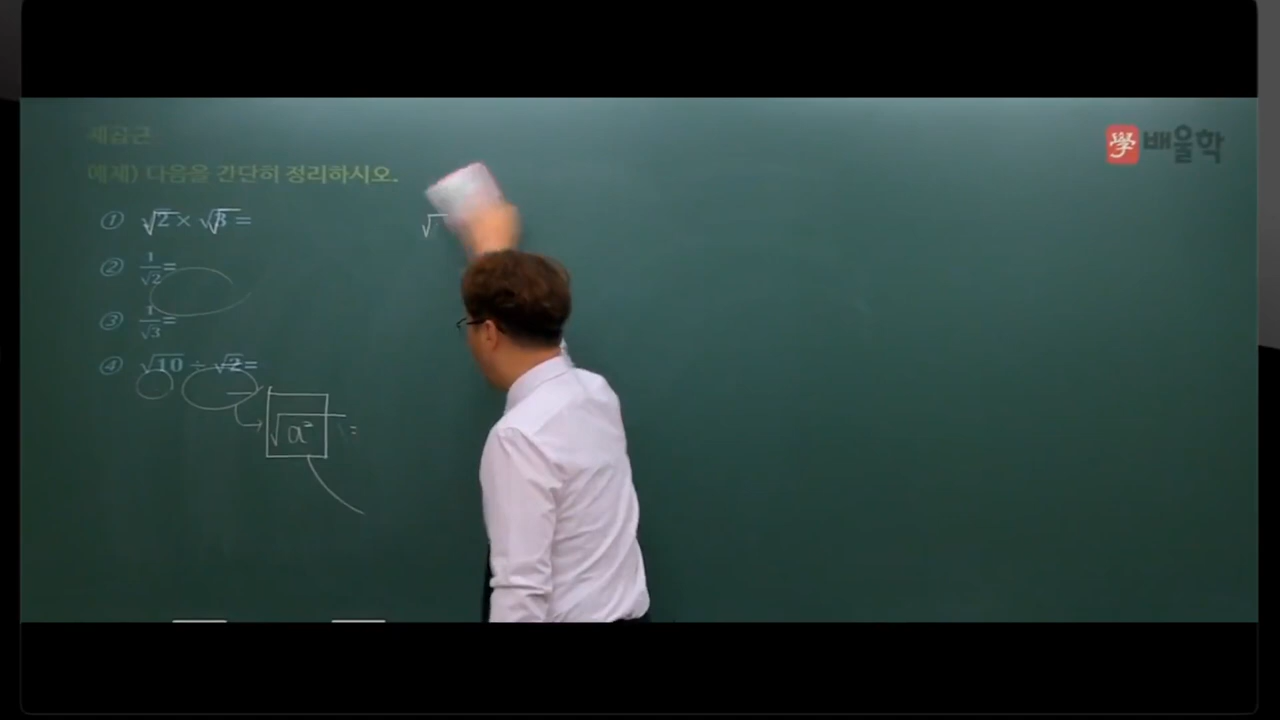 제곱근
學 배울학
예제) 다음을 간단히 정리하시오.
① √2 × √3 =
√
② 1/√2 =
③ 1/√3 =
④ √10 ÷ √2 =
√a² =